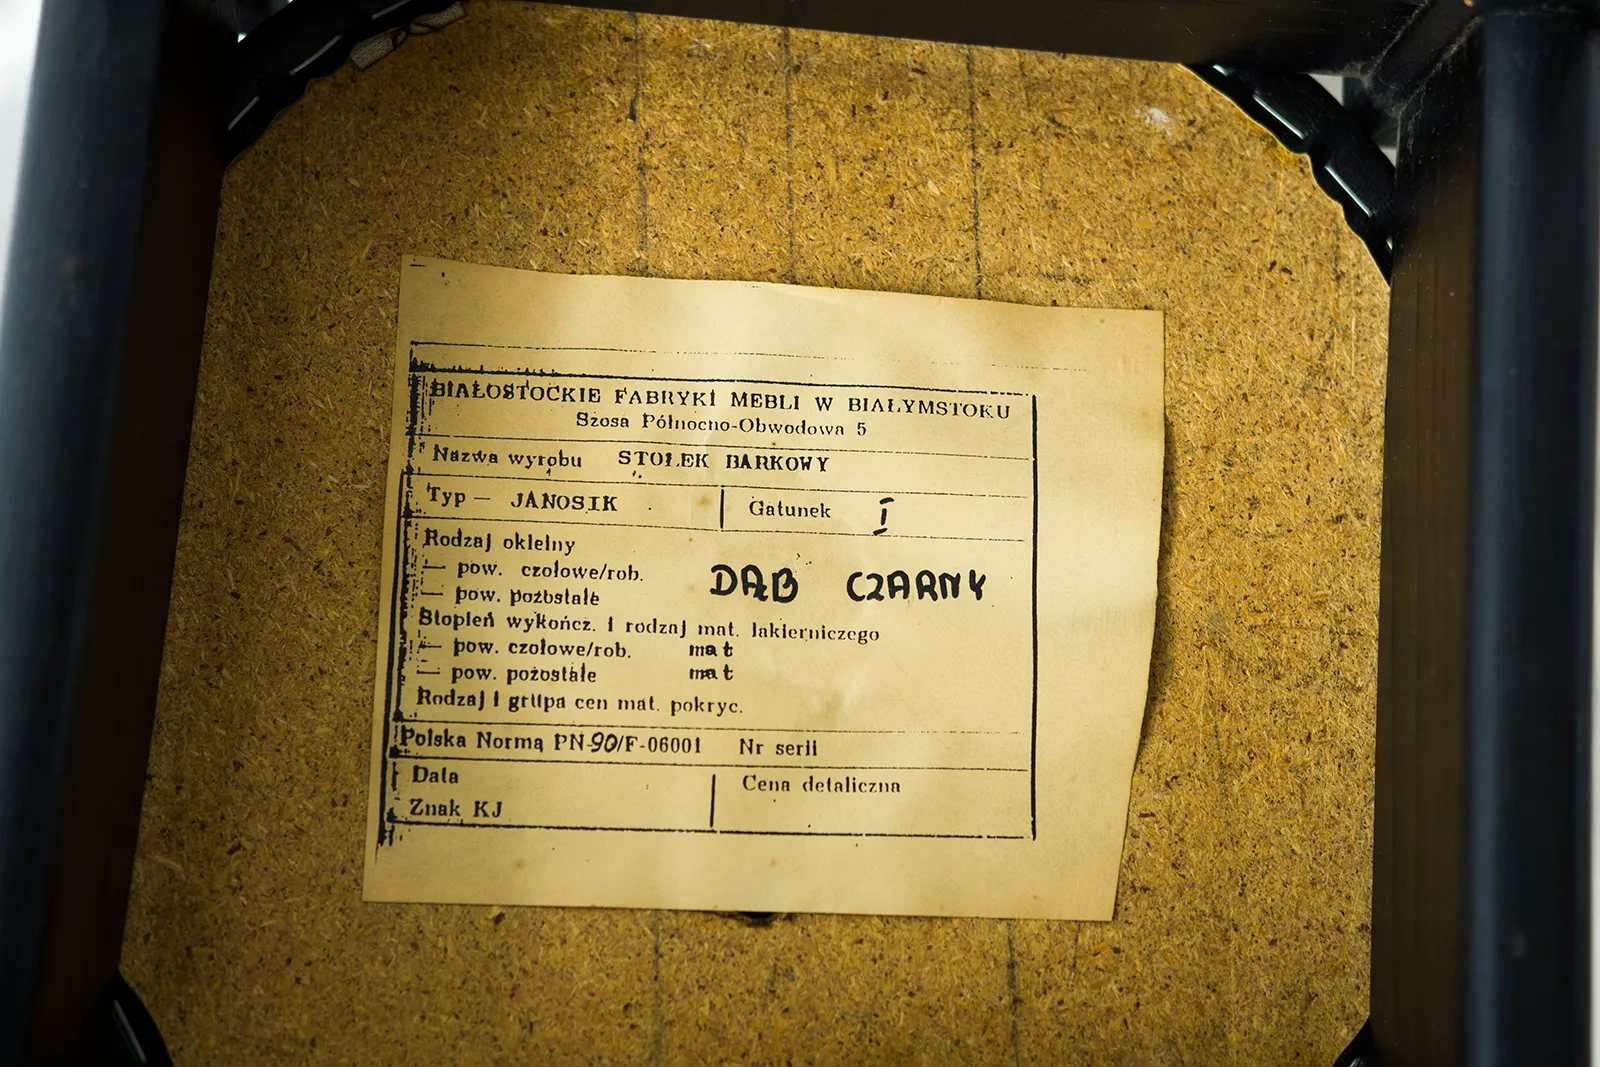 BIAŁOSTOCKIE FABRYKI MEBLI W BIAŁYMSTOKU
Szosa Północno-Obwodowa 5
Nazwa wyrobu STOŁEK BARKOWY
Typ — JANOSIK Gatunek I
Rodzaj okleiny
— pow. czołowe/rob. DĄB CZARNY
— pow. pozostałe
Stopień wykończ. i rodzaj mat. lakierniczego
— pow. czołowe/rob. mat
— pow. pozostałe mat
Rodzaj i grupa cen mat. pokryc.
Polska Normą PN-90/F-06001 Nr serii
Data Cena detaliczna
Znak KJ